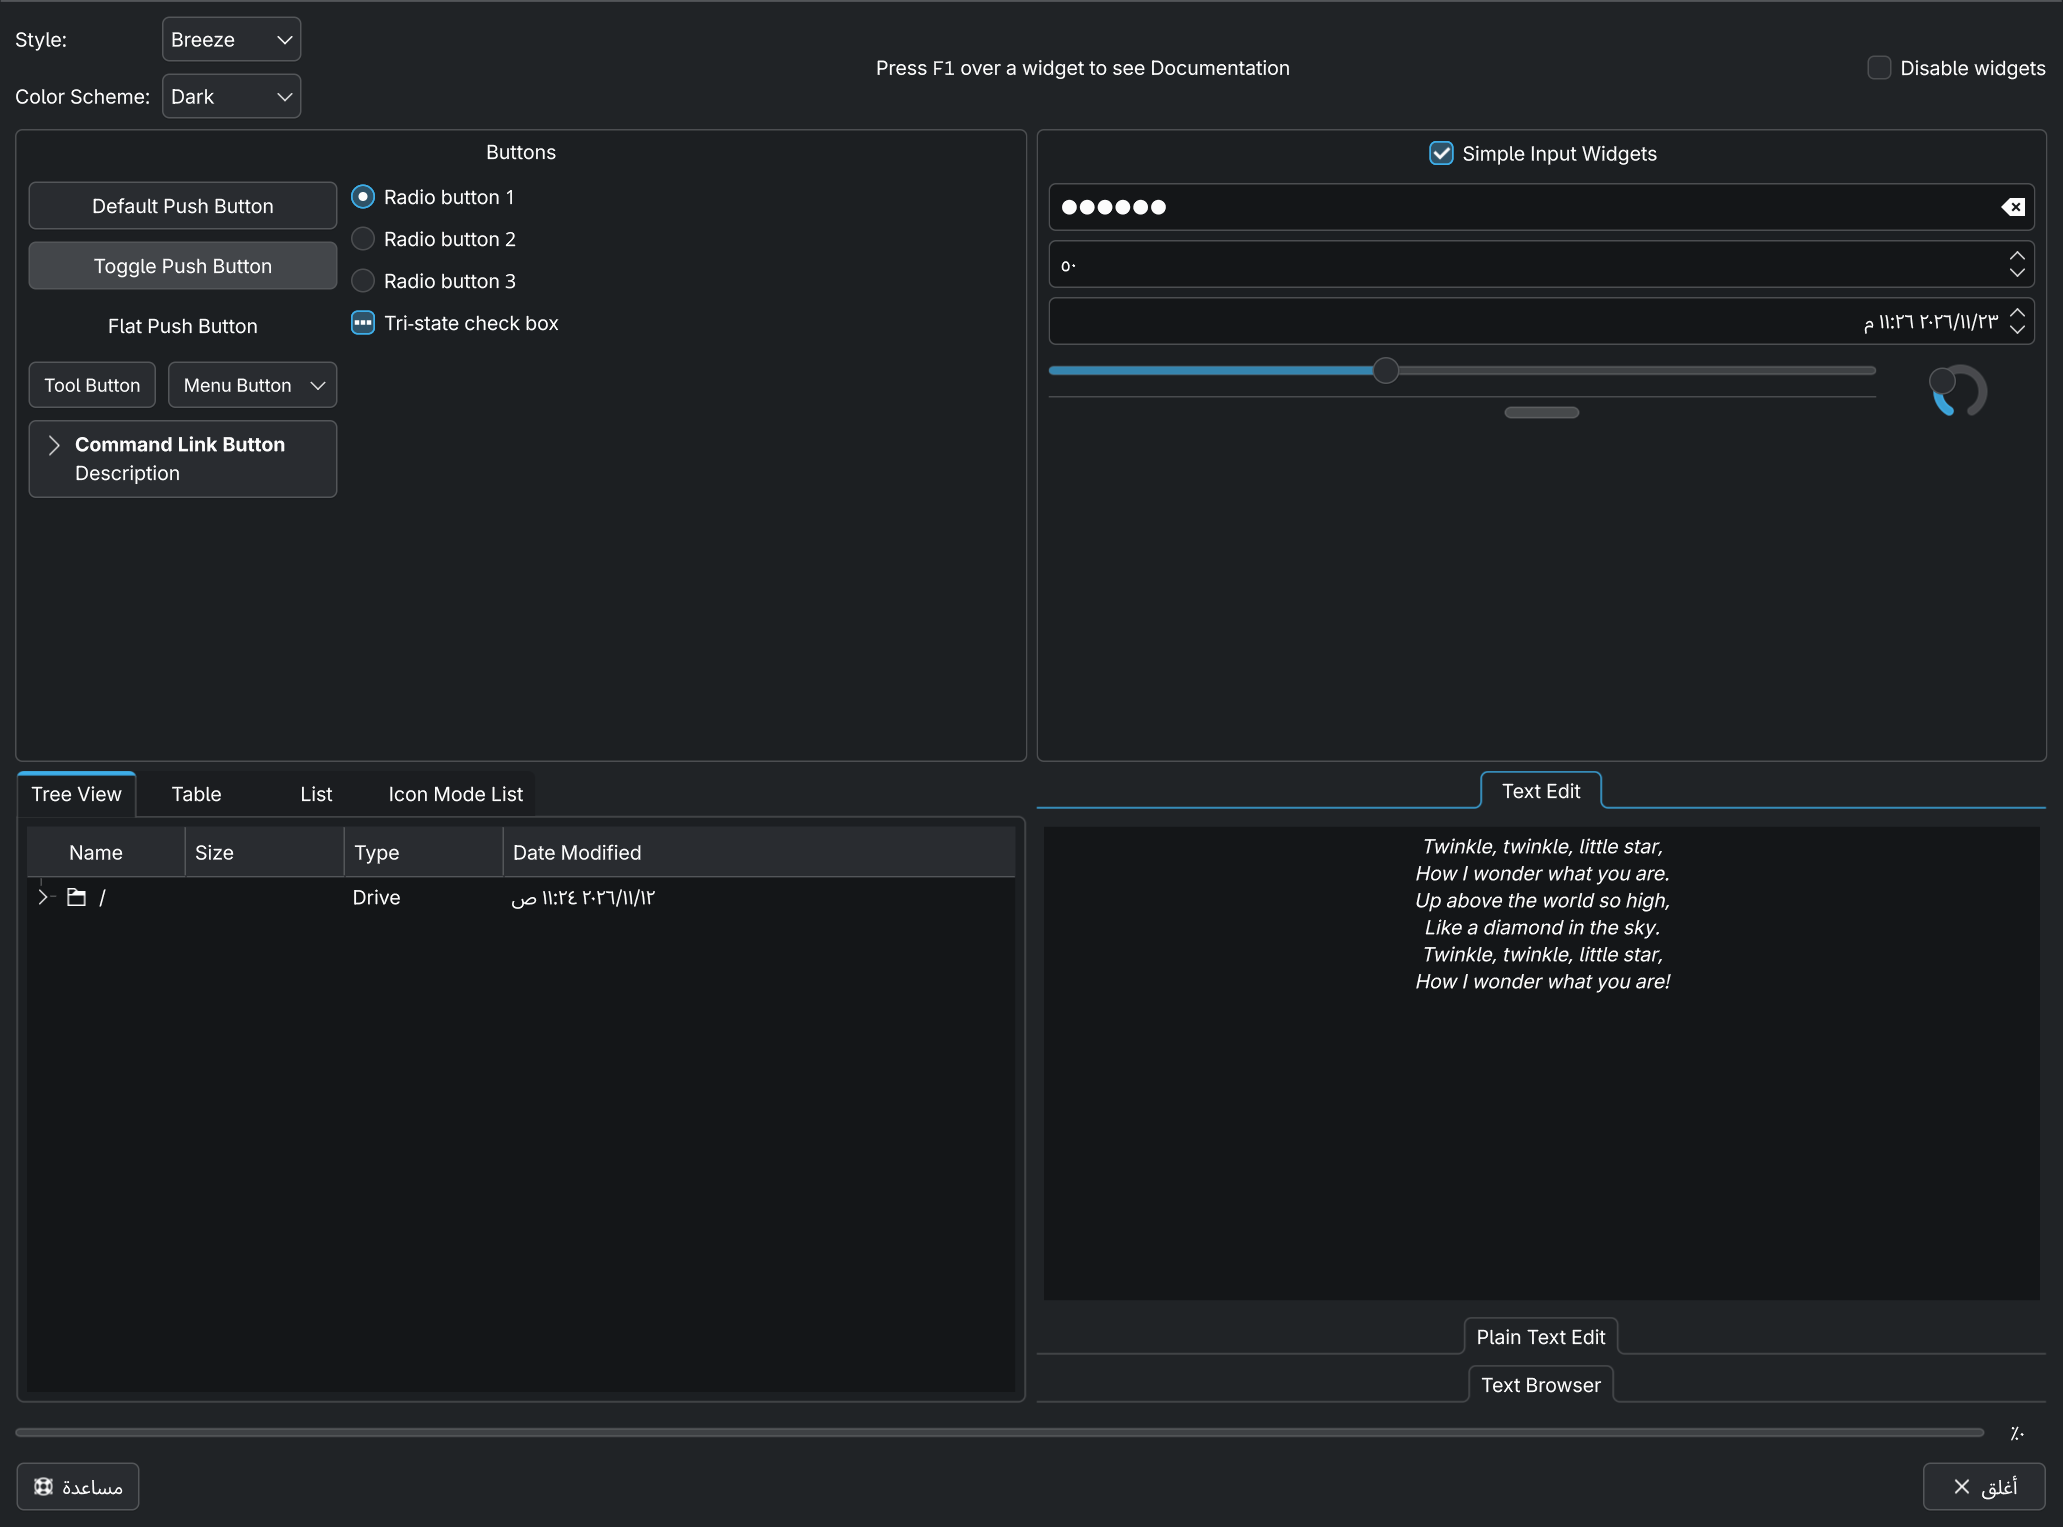 Style:
Breeze
Color Scheme:
Dark
Press F1 over a widget to see Documentation
Disable widgets
Buttons
Default Push Button
Toggle Push Button
Flat Push Button
Tool Button
Menu Button
Command Link Button
Description
Radio button 1
Radio button 2
Radio button 3
Tri-state check box
Simple Input Widgets
●●●●●●
٥٠
٢٠٢٦/١١/٢٣ ١١:٢٦ م
Tree View
Table
List
Icon Mode List
Name
Size
Type
Date Modified
/
Drive
٢٠٢٦/١١/١٢ ١١:٢٤ ص
Text Edit
Twinkle, twinkle, little star,
How I wonder what you are.
Up above the world so high,
Like a diamond in the sky.
Twinkle, twinkle, little star,
How I wonder what you are!
Plain Text Edit
Text Browser
٪٠
مساعدة
أغلق